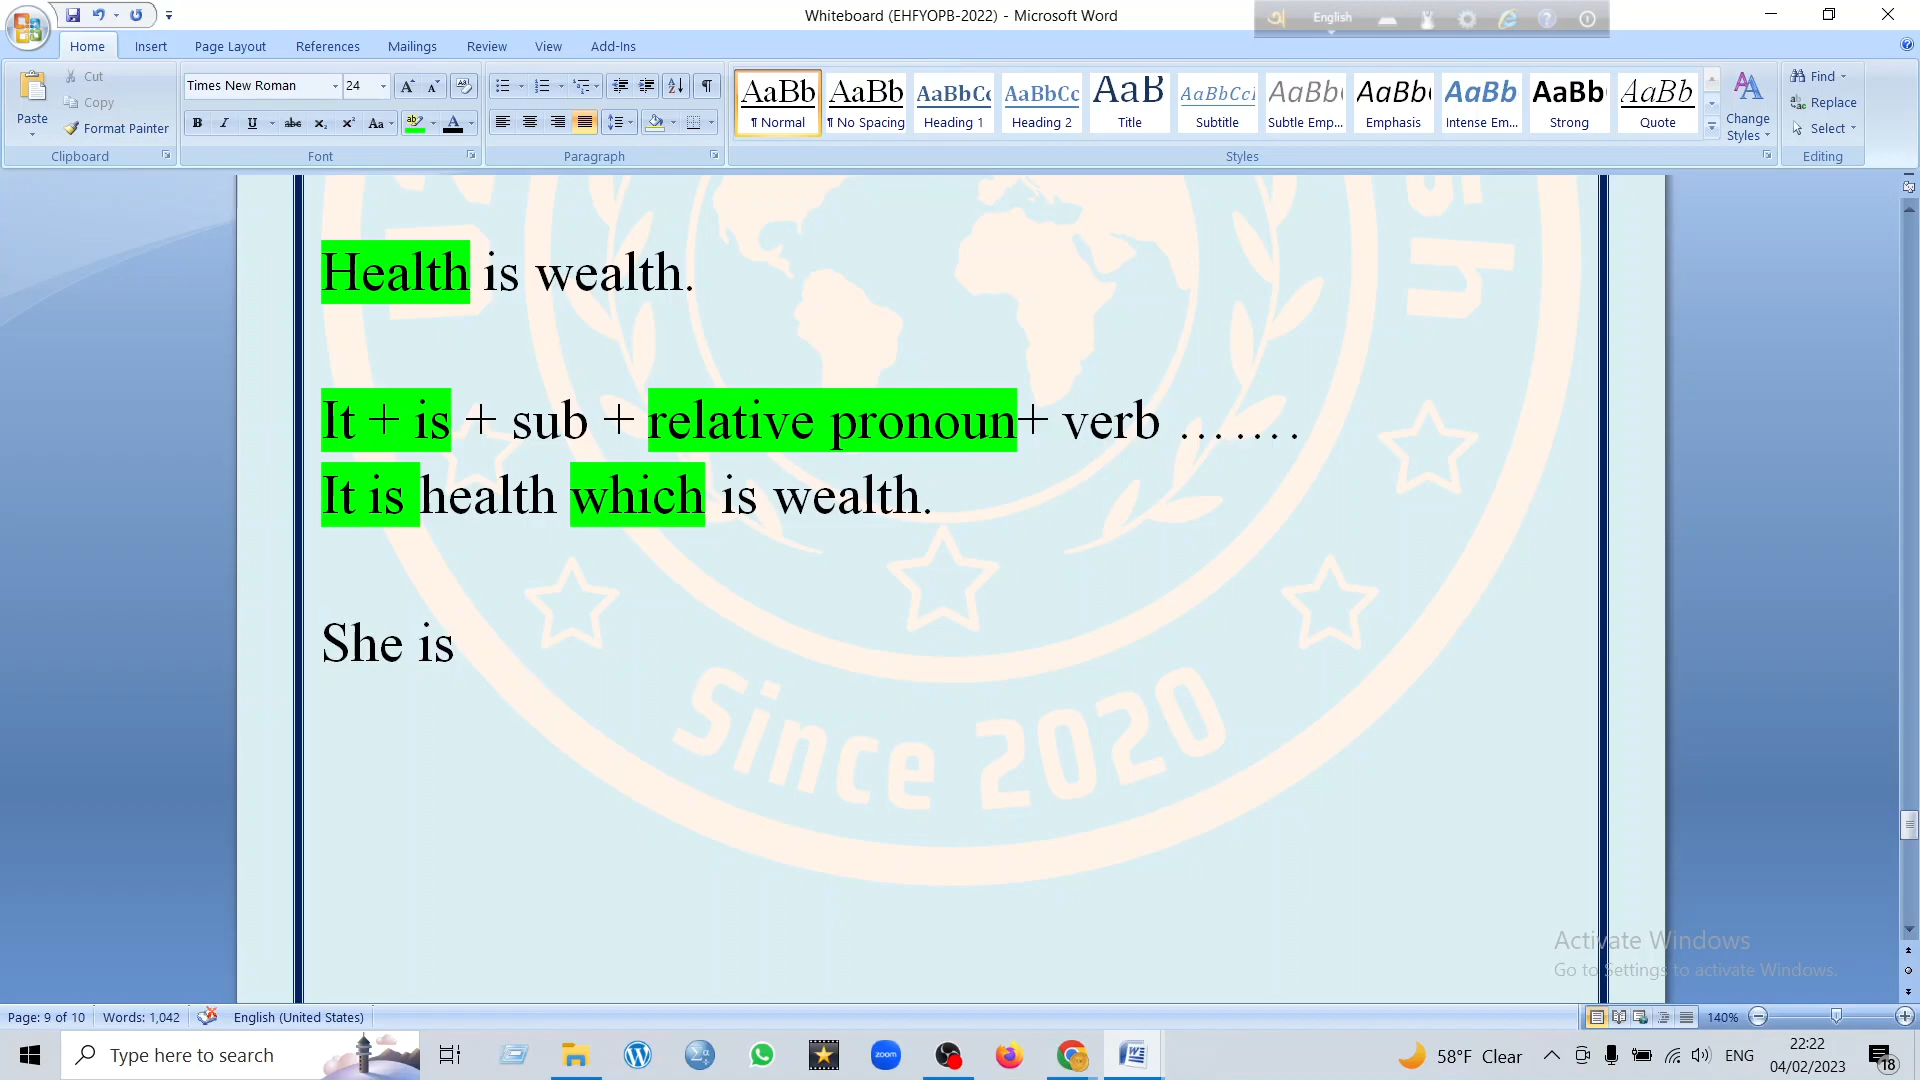 Whiteboard (EHFYOPB-2022) - Microsoft Word
English
Home Insert Page Layout References Mailings Review View Add-Ins
Paste
Cut
Copy
Format Painter
Clipboard
Times New Roman 24
Font
Paragraph
AaBb AaBb AaBbCc AaBbCc AaB AaBbCcI AaBb AaBb AaBb AaBb AaBb
¶ Normal ¶ No Spacing Heading 1 Heading 2 Title Subtitle Subtle Emp... Emphasis Intense Em... Strong Quote
Change Styles
Styles
Find
Replace
Select
Editing
Health is wealth.
It + is + sub + relative pronoun+ verb …….
It is health which is wealth.
She is
Since 2020
Activate Windows
Go to Settings to activate Windows.
Page: 9 of 10 Words: 1,042 English (United States) 140%
Type here to search
zoom
58°F Clear
ENG
22:22
04/02/2023
18